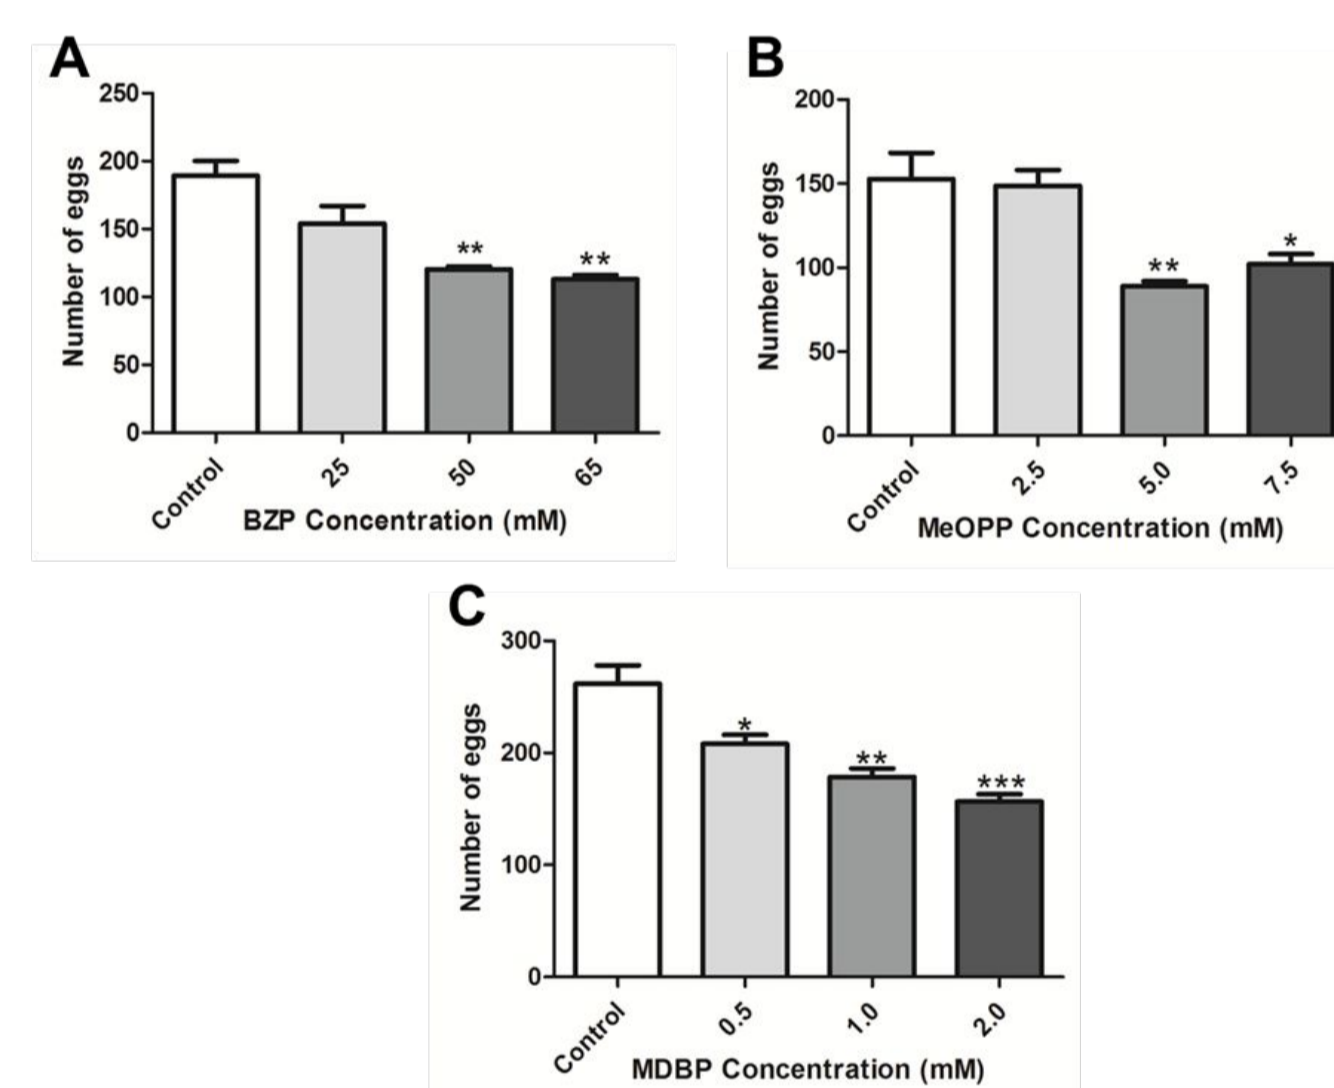 A
250
200
150
100
50
0
Number of eggs
**
**
Control
25
50
65
BZP Concentration (mM)
B
200
150
100
50
0
Number of eggs
**
*
Control
2.5
5.0
7.5
MeOPP Concentration (mM)
C
300
200
100
0
Number of eggs
*
**
***
Control
0.5
1.0
2.0
MDBP Concentration (mM)